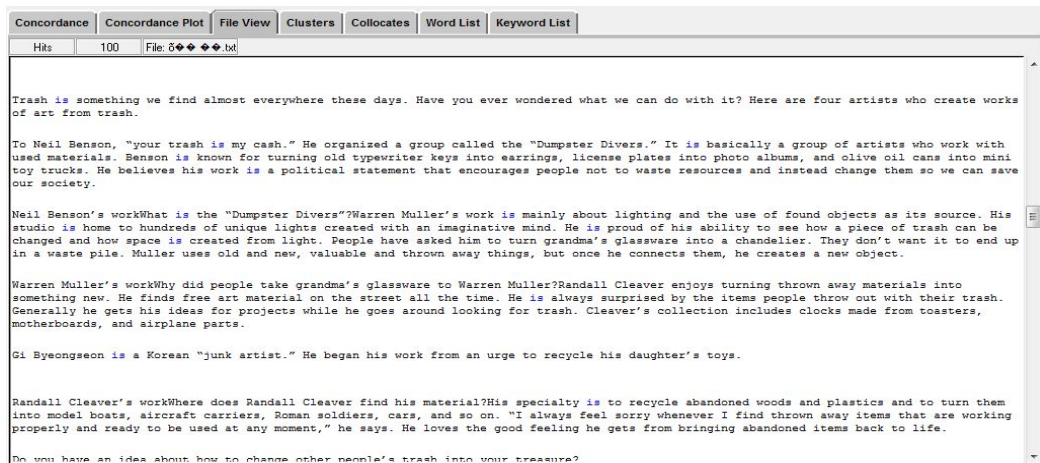 Concordance Concordance Plot File View Clusters Collocates Word List Keyword List
Hits 100 File: õ�� ��.txt
Trash is something we find almost everywhere these days. Have you ever wondered what we can do with it? Here are four artists who create works
of art from trash.
To Neil Benson, “your trash is my cash.” He organized a group called the “Dumpster Divers.” It is basically a group of artists who work with
used materials. Benson is known for turning old typewriter keys into earrings, license plates into photo albums, and olive oil cans into mini
toy trucks. He believes his work is a political statement that encourages people not to waste resources and instead change them so we can save
our society.
Neil Benson’s workWhat is the “Dumpster Divers”?Warren Muller’s work is mainly about lighting and the use of found objects as its source. His
studio is home to hundreds of unique lights created with an imaginative mind. He is proud of his ability to see how a piece of trash can be
changed and how space is created from light. People have asked him to turn grandma’s glassware into a chandelier. They don’t want it to end up
in a waste pile. Muller uses old and new, valuable and thrown away things, but once he connects them, he creates a new object.
Warren Muller’s workWhy did people take grandma’s glassware to Warren Muller?Randall Cleaver enjoys turning thrown away materials into
something new. He finds free art material on the street all the time. He is always surprised by the items people throw out with their trash.
Generally he gets his ideas for projects while he goes around looking for trash. Cleaver’s collection includes clocks made from toasters,
motherboards, and airplane parts.
Gi Byeongseon is a Korean “junk artist.” He began his work from an urge to recycle his daughter’s toys.
Randall Cleaver’s workWhere does Randall Cleaver find his material?His specialty is to recycle abandoned woods and plastics and to turn them
into model boats, aircraft carriers, Roman soldiers, cars, and so on. “I always feel sorry whenever I find thrown away items that are working
properly and ready to be used at any moment,” he says. He loves the good feeling he gets from bringing abandoned items back to life.
Do you have an idea about how to change other people’s trash into your treasure?